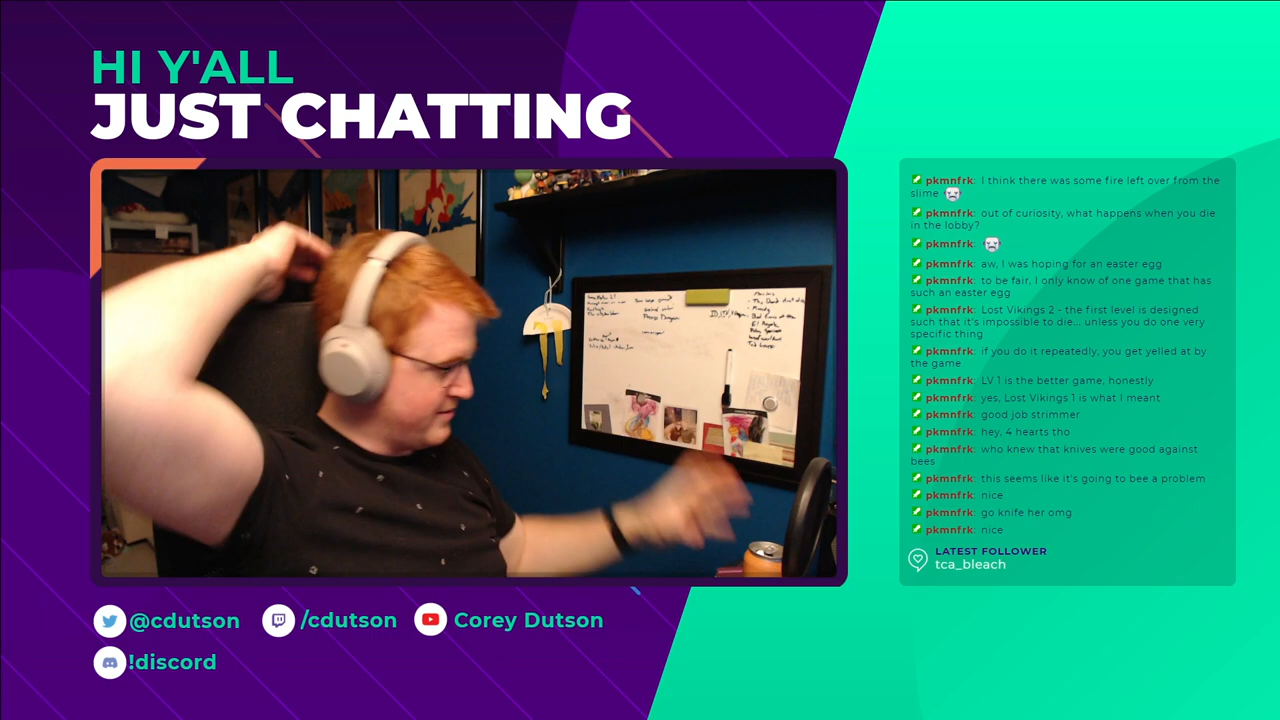 HI Y'ALL
JUST CHATTING
pkmnfrk: I think there was some fire left over from the
slime
pkmnfrk: out of curiosity, what happens when you die
in the lobby?
pkmnfrk:
pkmnfrk: aw, I was hoping for an easter egg
pkmnfrk: to be fair, I only know of one game that has
such an easter egg
pkmnfrk: Lost Vikings 2 - the first level is designed
such that it's impossible to die... unless you do one very
specific thing
pkmnfrk: if you do it repeatedly, you get yelled at by
the game
pkmnfrk: LV 1 is the better game, honestly
pkmnfrk: yes, Lost Vikings 1 is what I meant
pkmnfrk: good job strimmer
pkmnfrk: hey, 4 hearts tho
pkmnfrk: who knew that knives were good against
bees
pkmnfrk: this seems like it's going to bee a problem
pkmnfrk: nice
pkmnfrk: go knife her omg
pkmnfrk: nice
LATEST FOLLOWER
tca_bleach
@cdutson /cdutson Corey Dutson
!discord